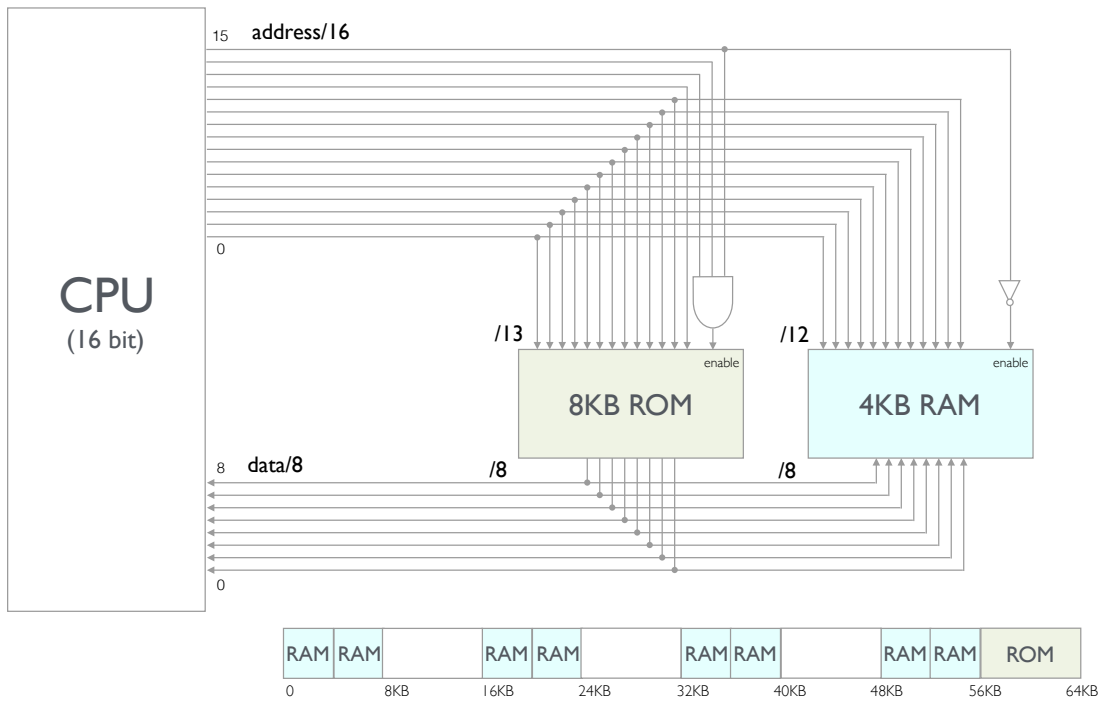 15 address/16
0
CPU
(16 bit)
/13
/12
enable
enable
8KB ROM
4KB RAM
8 data/8
/8
/8
0
RAM RAM RAM RAM RAM RAM RAM RAM ROM
0 8KB 16KB 24KB 32KB 40KB 48KB 56KB 64KB